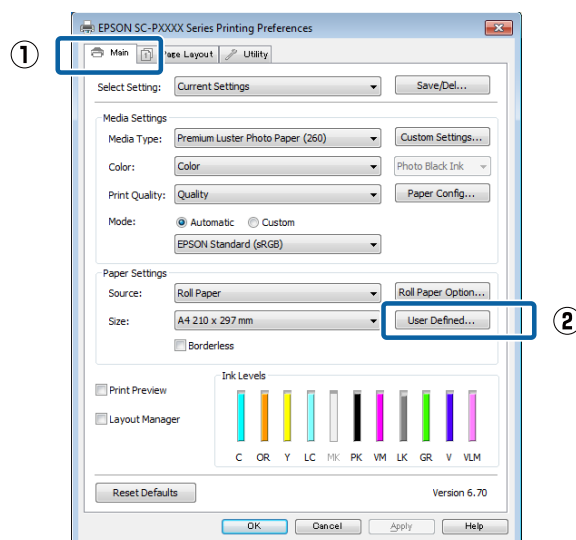 EPSON SC-PXXXX Series Printing Preferences
①
Main
Page Layout
Utility
Select Setting: Current Settings Save/Del...
Media Settings
Media Type: Premium Luster Photo Paper (260) Custom Settings...
Color: Color Photo Black Ink
Print Quality: Quality Paper Config...
Mode: Automatic Custom
EPSON Standard (sRGB)
Paper Settings
Source: Roll Paper Roll Paper Option...
Size: A4 210 x 297 mm User Defined...
②
Borderless
Ink Levels
Print Preview
Layout Manager
C OR Y LC MK PK VM LK GR V VLM
Reset Defaults Version 6.70
OK Cancel Apply Help